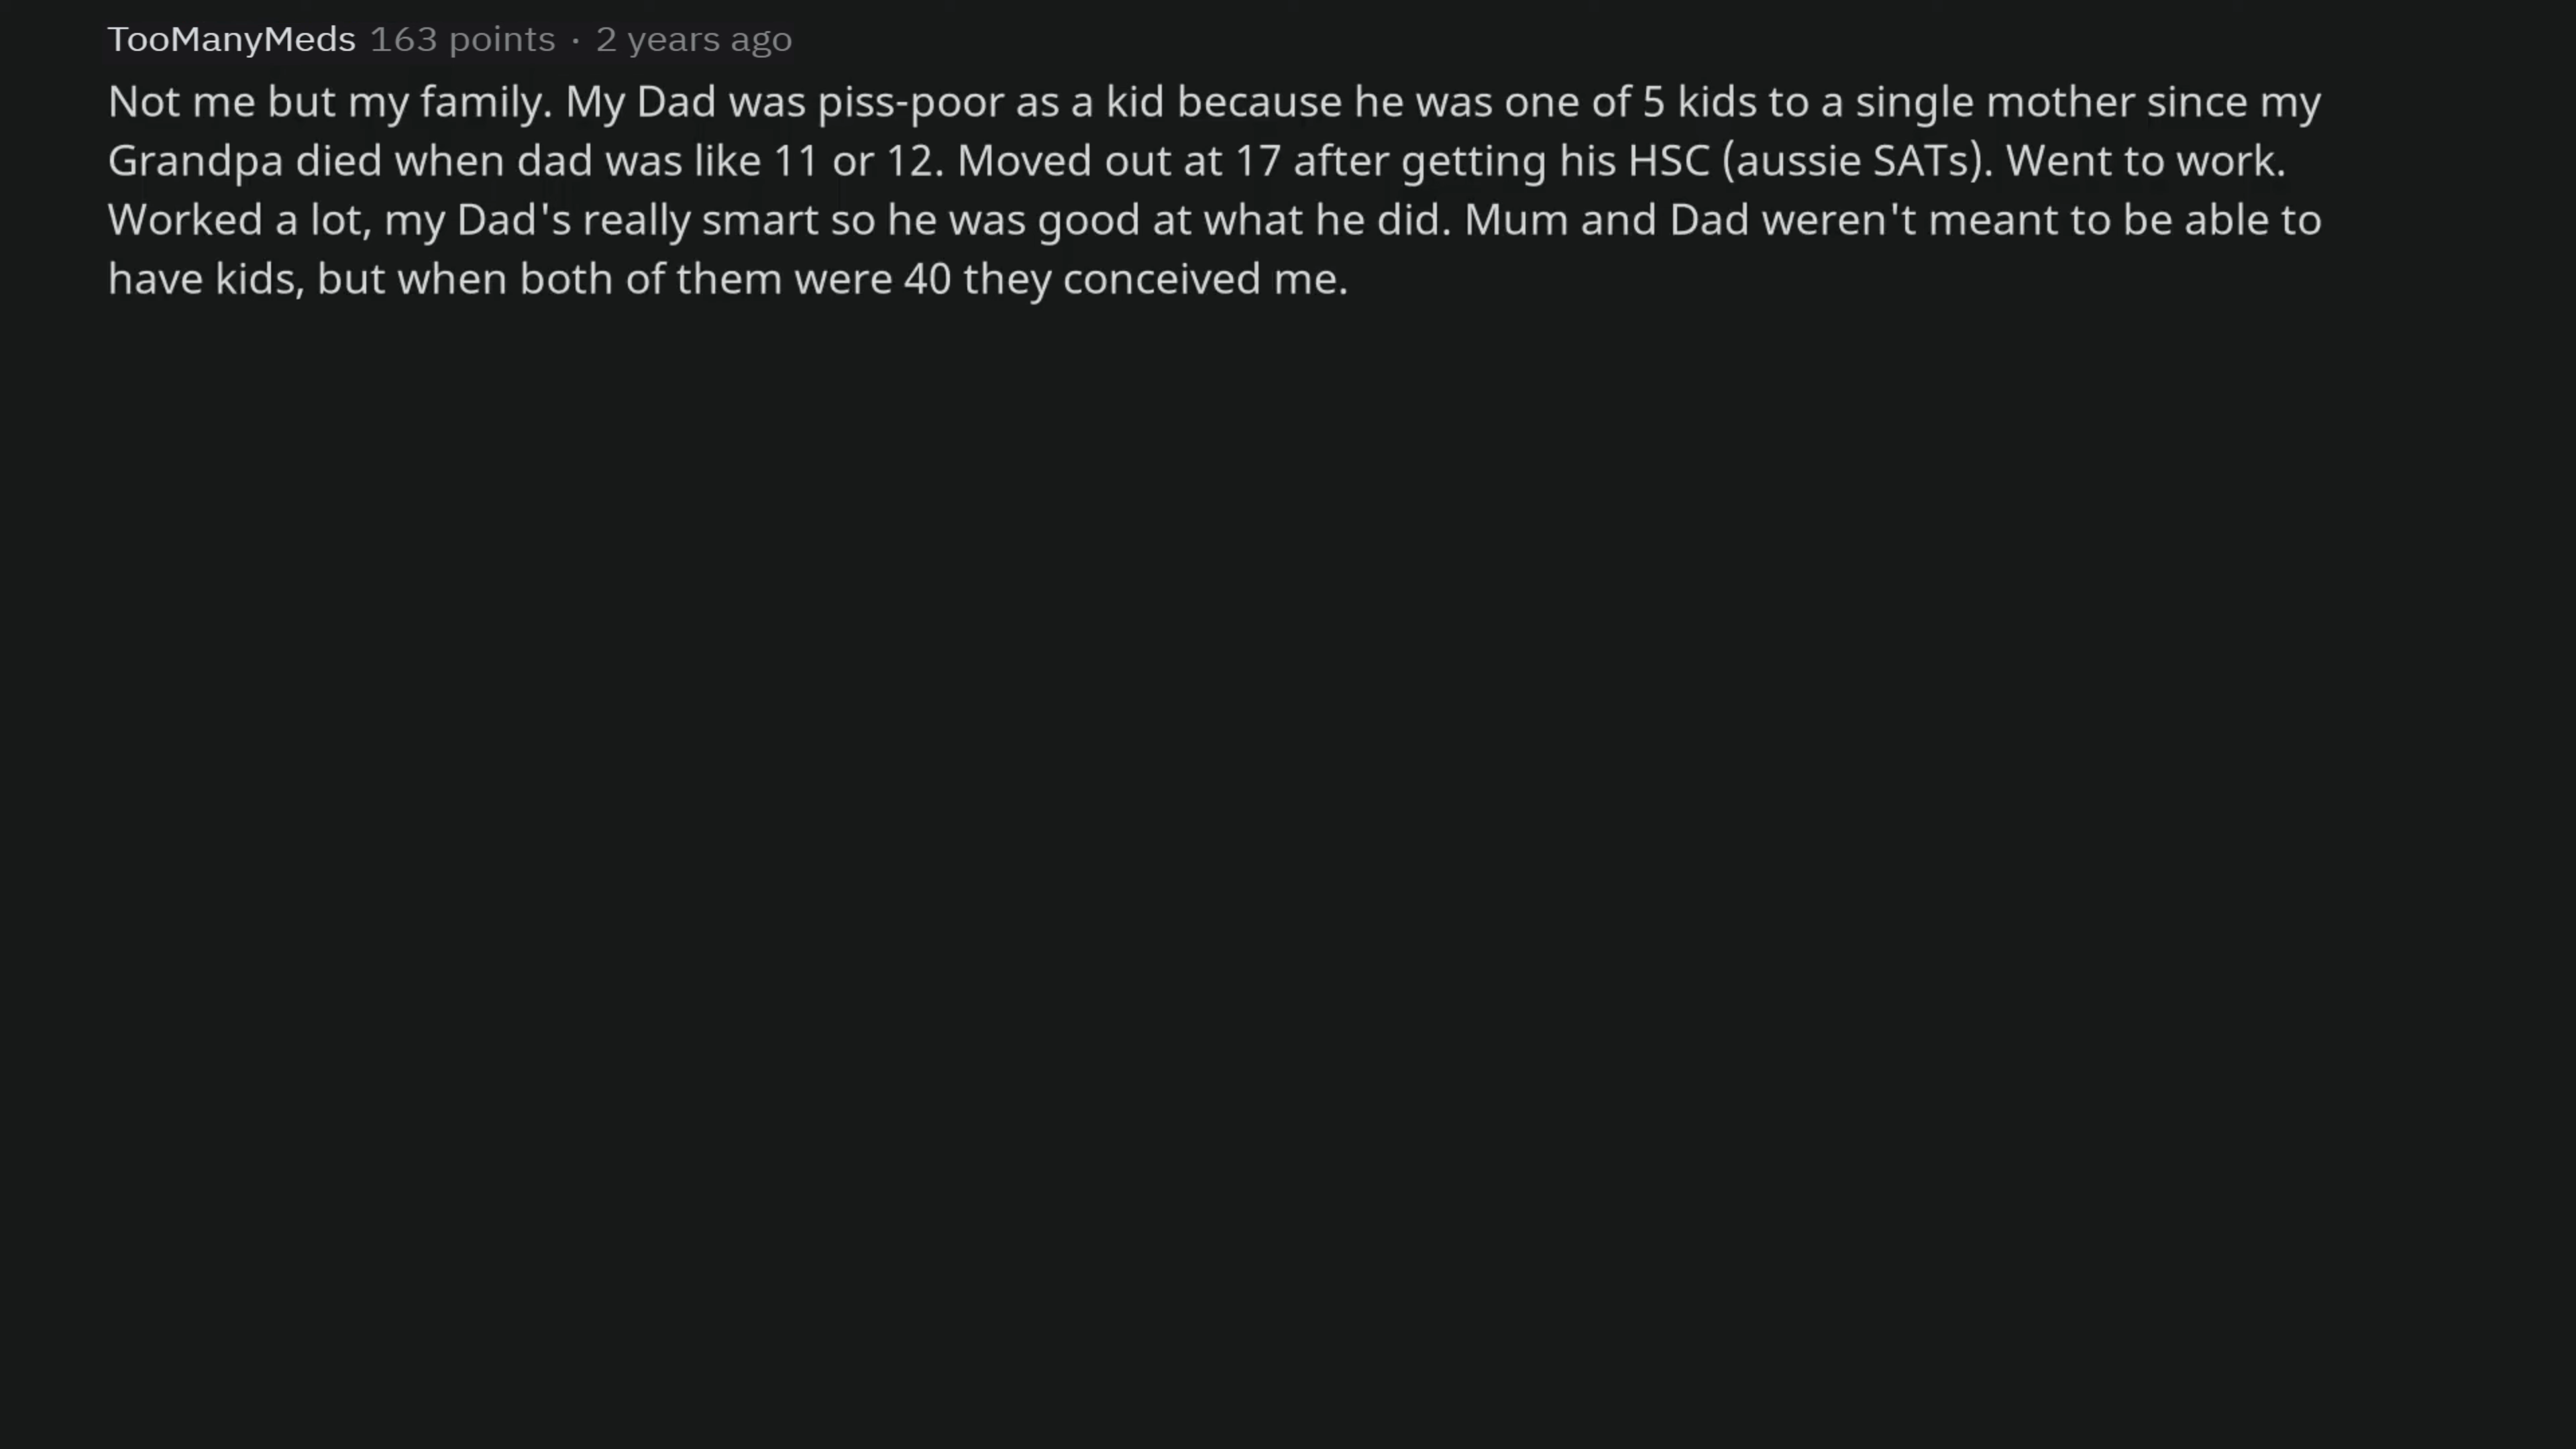 TooManyMeds 163 points · 2 years ago
Not me but my family. My Dad was piss-poor as a kid because he was one of 5 kids to a single mother since my
Grandpa died when dad was like 11 or 12. Moved out at 17 after getting his HSC (aussie SATs). Went to work.
Worked a lot, my Dad's really smart so he was good at what he did. Mum and Dad weren't meant to be able to
have kids, but when both of them were 40 they conceived me.